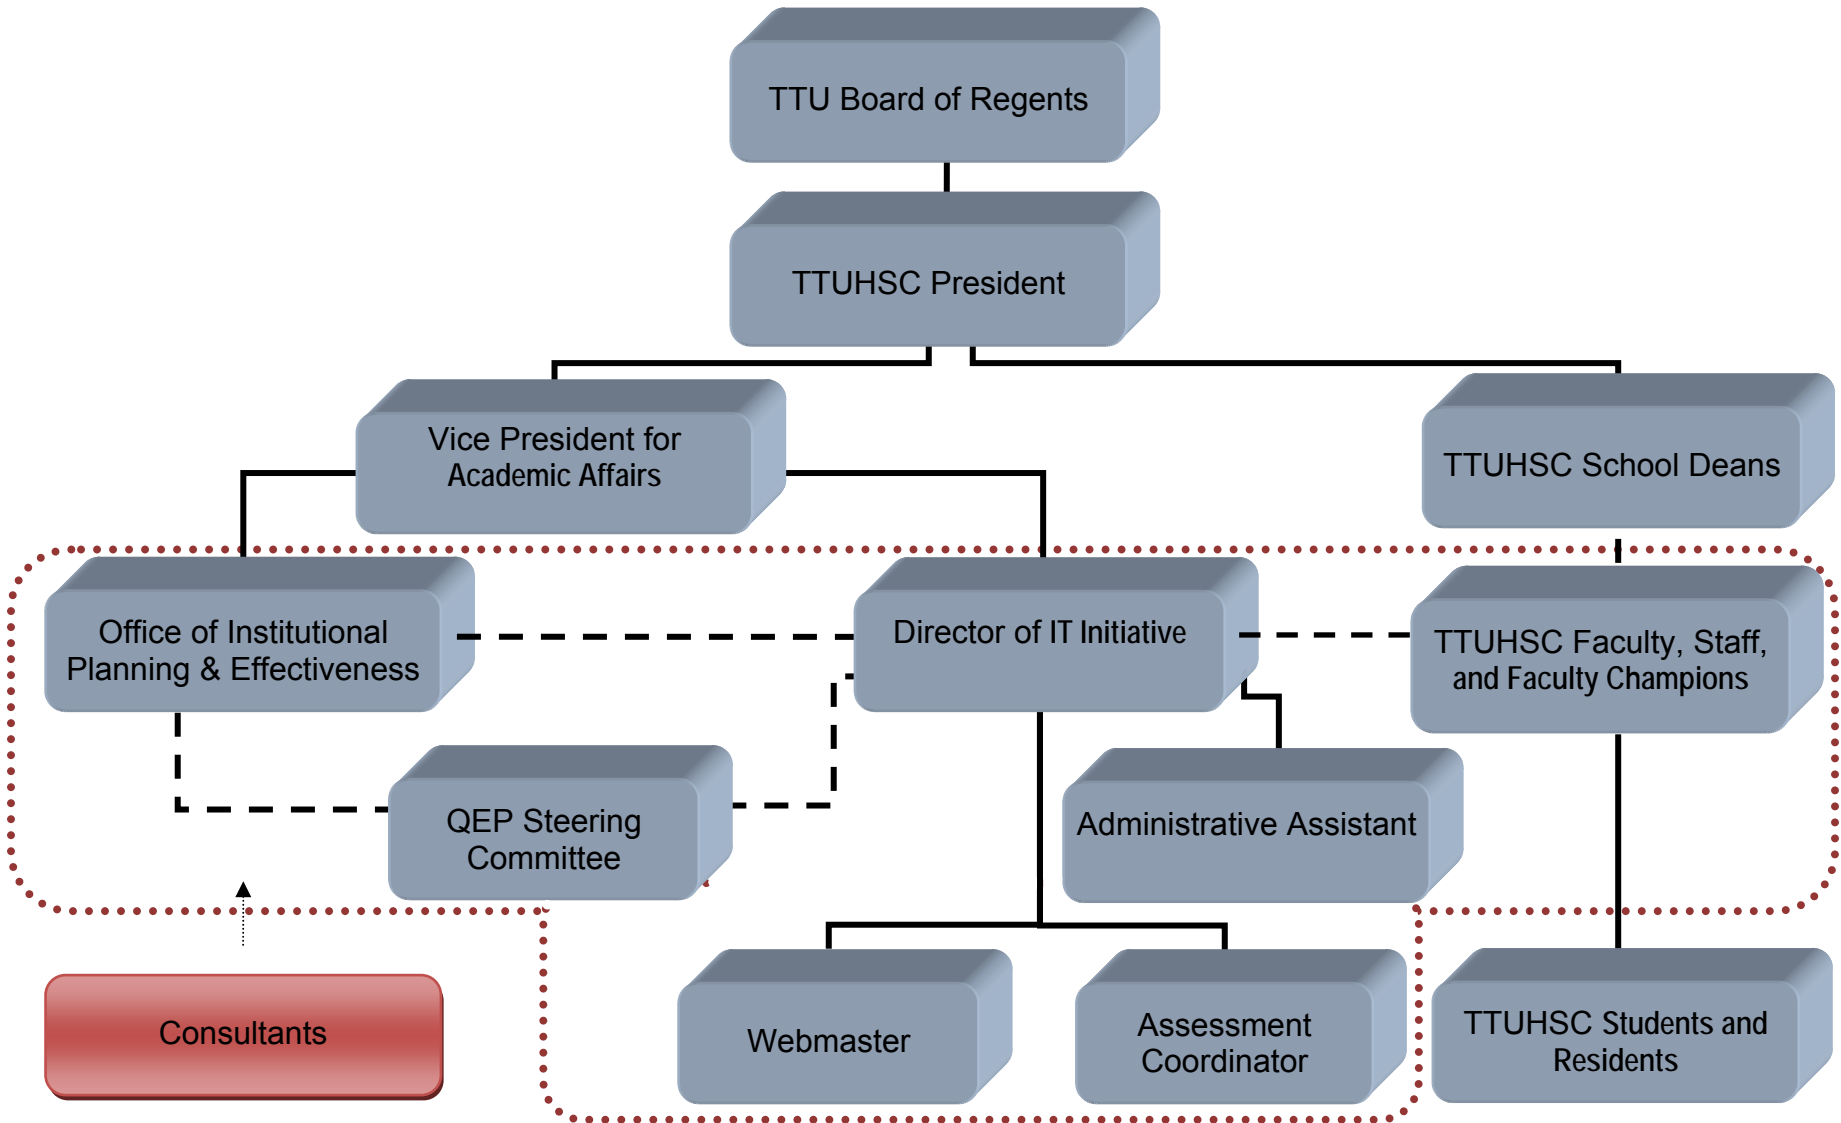 TTU Board of Regents
TTUHSC President
Vice President for
Academic Affairs
TTUHSC School Deans
Office of Institutional
Planning & Effectiveness
Director of IT Initiative
TTUHSC Faculty, Staff,
and Faculty Champions
QEP Steering
Committee
Administrative Assistant
Consultants
Webmaster
Assessment
Coordinator
TTUHSC Students and
Residents